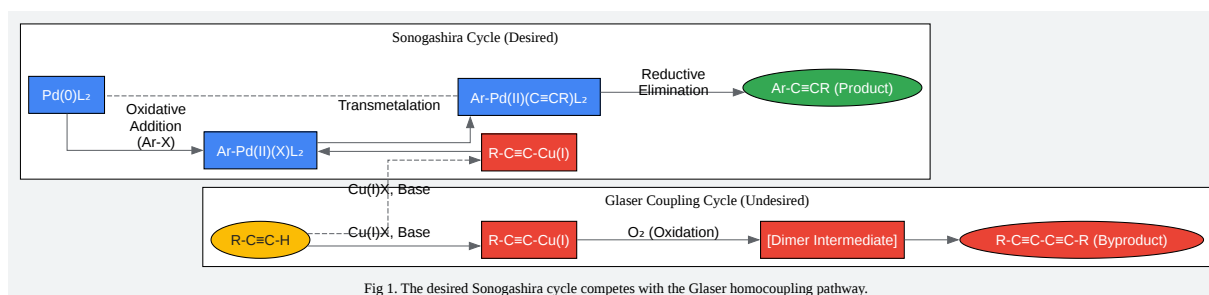 Sonogashira Cycle (Desired)
Pd(0)L₂
Oxidative
Addition
(Ar-X)
Ar-Pd(II)(X)L₂
Transmetalation
Ar-Pd(II)(C≡CR)L₂
Reductive
Elimination
Ar-C≡CR (Product)
R-C≡C-Cu(I)
Cu(I)X, Base
Glaser Coupling Cycle (Undesired)
R-C≡C-H
Cu(I)X, Base
R-C≡C-Cu(I)
O₂ (Oxidation)
[Dimer Intermediate]
R-C≡C-C≡C-R (Byproduct)
Fig 1. The desired Sonogashira cycle competes with the Glaser homocoupling pathway.